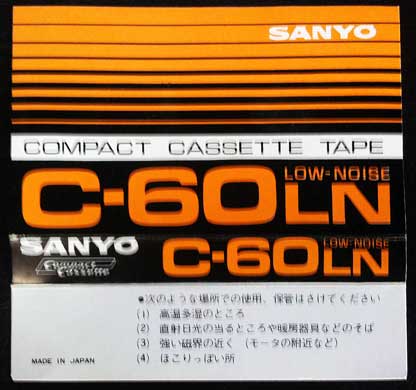 SANYO
COMPACT CASSETTE TAPE
LOW-NOISE
C-60LN
SANYO
Compact
Cassette
LOW-NOISE
C-60LN
●次のような場所での使用、保管はさけてください
(1) 高温多湿のところ
(2) 直射日光の当るところや暖房器具などのそば
(3) 強い磁界の近く (モータの附近など)
(4) ほこりっぽい所
MADE IN JAPAN